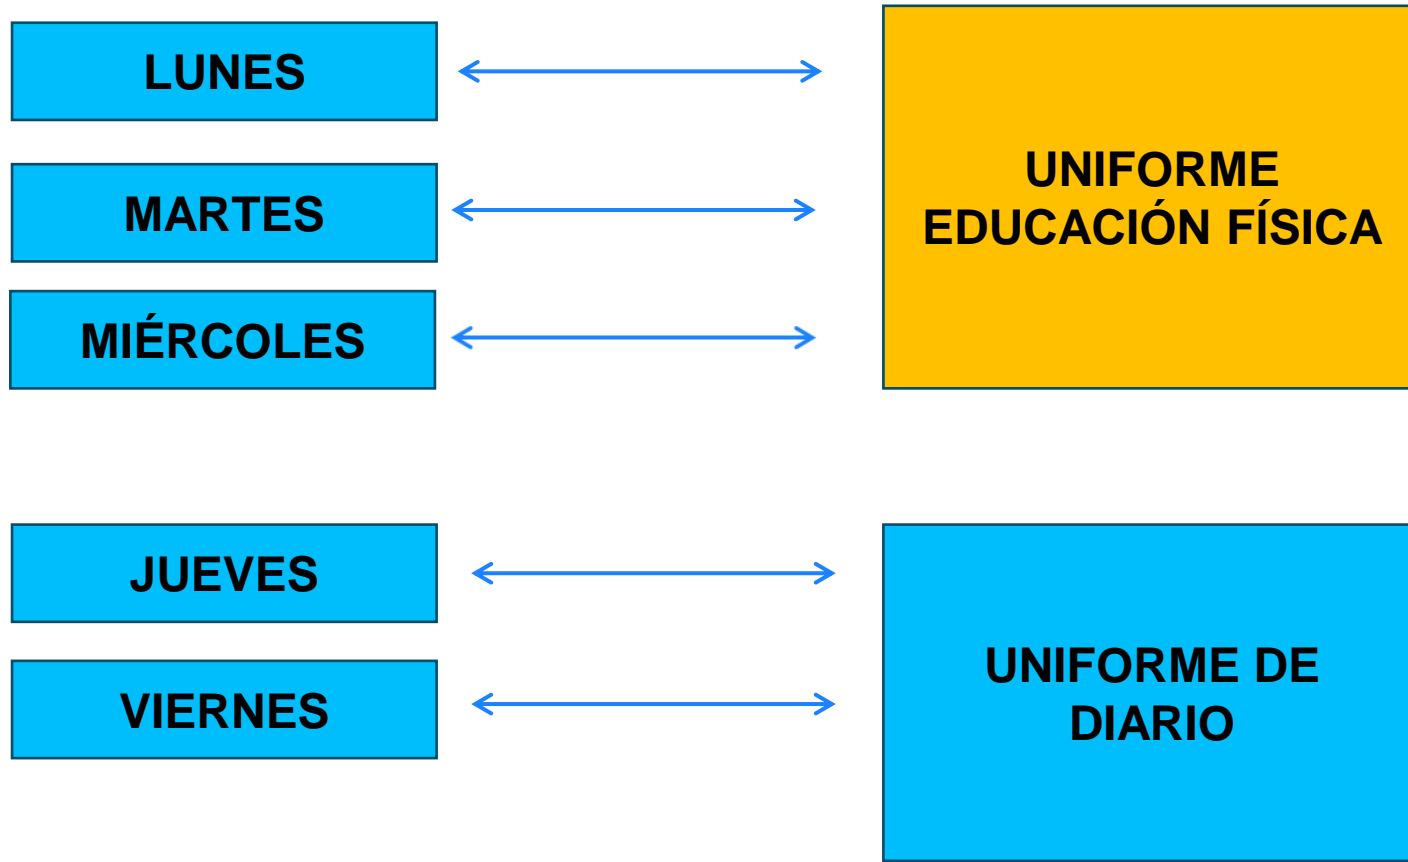 LUNES
MARTES
MIÉRCOLES
UNIFORME
EDUCACIÓN FÍSICA
JUEVES
VIERNES
UNIFORME DE
DIARIO